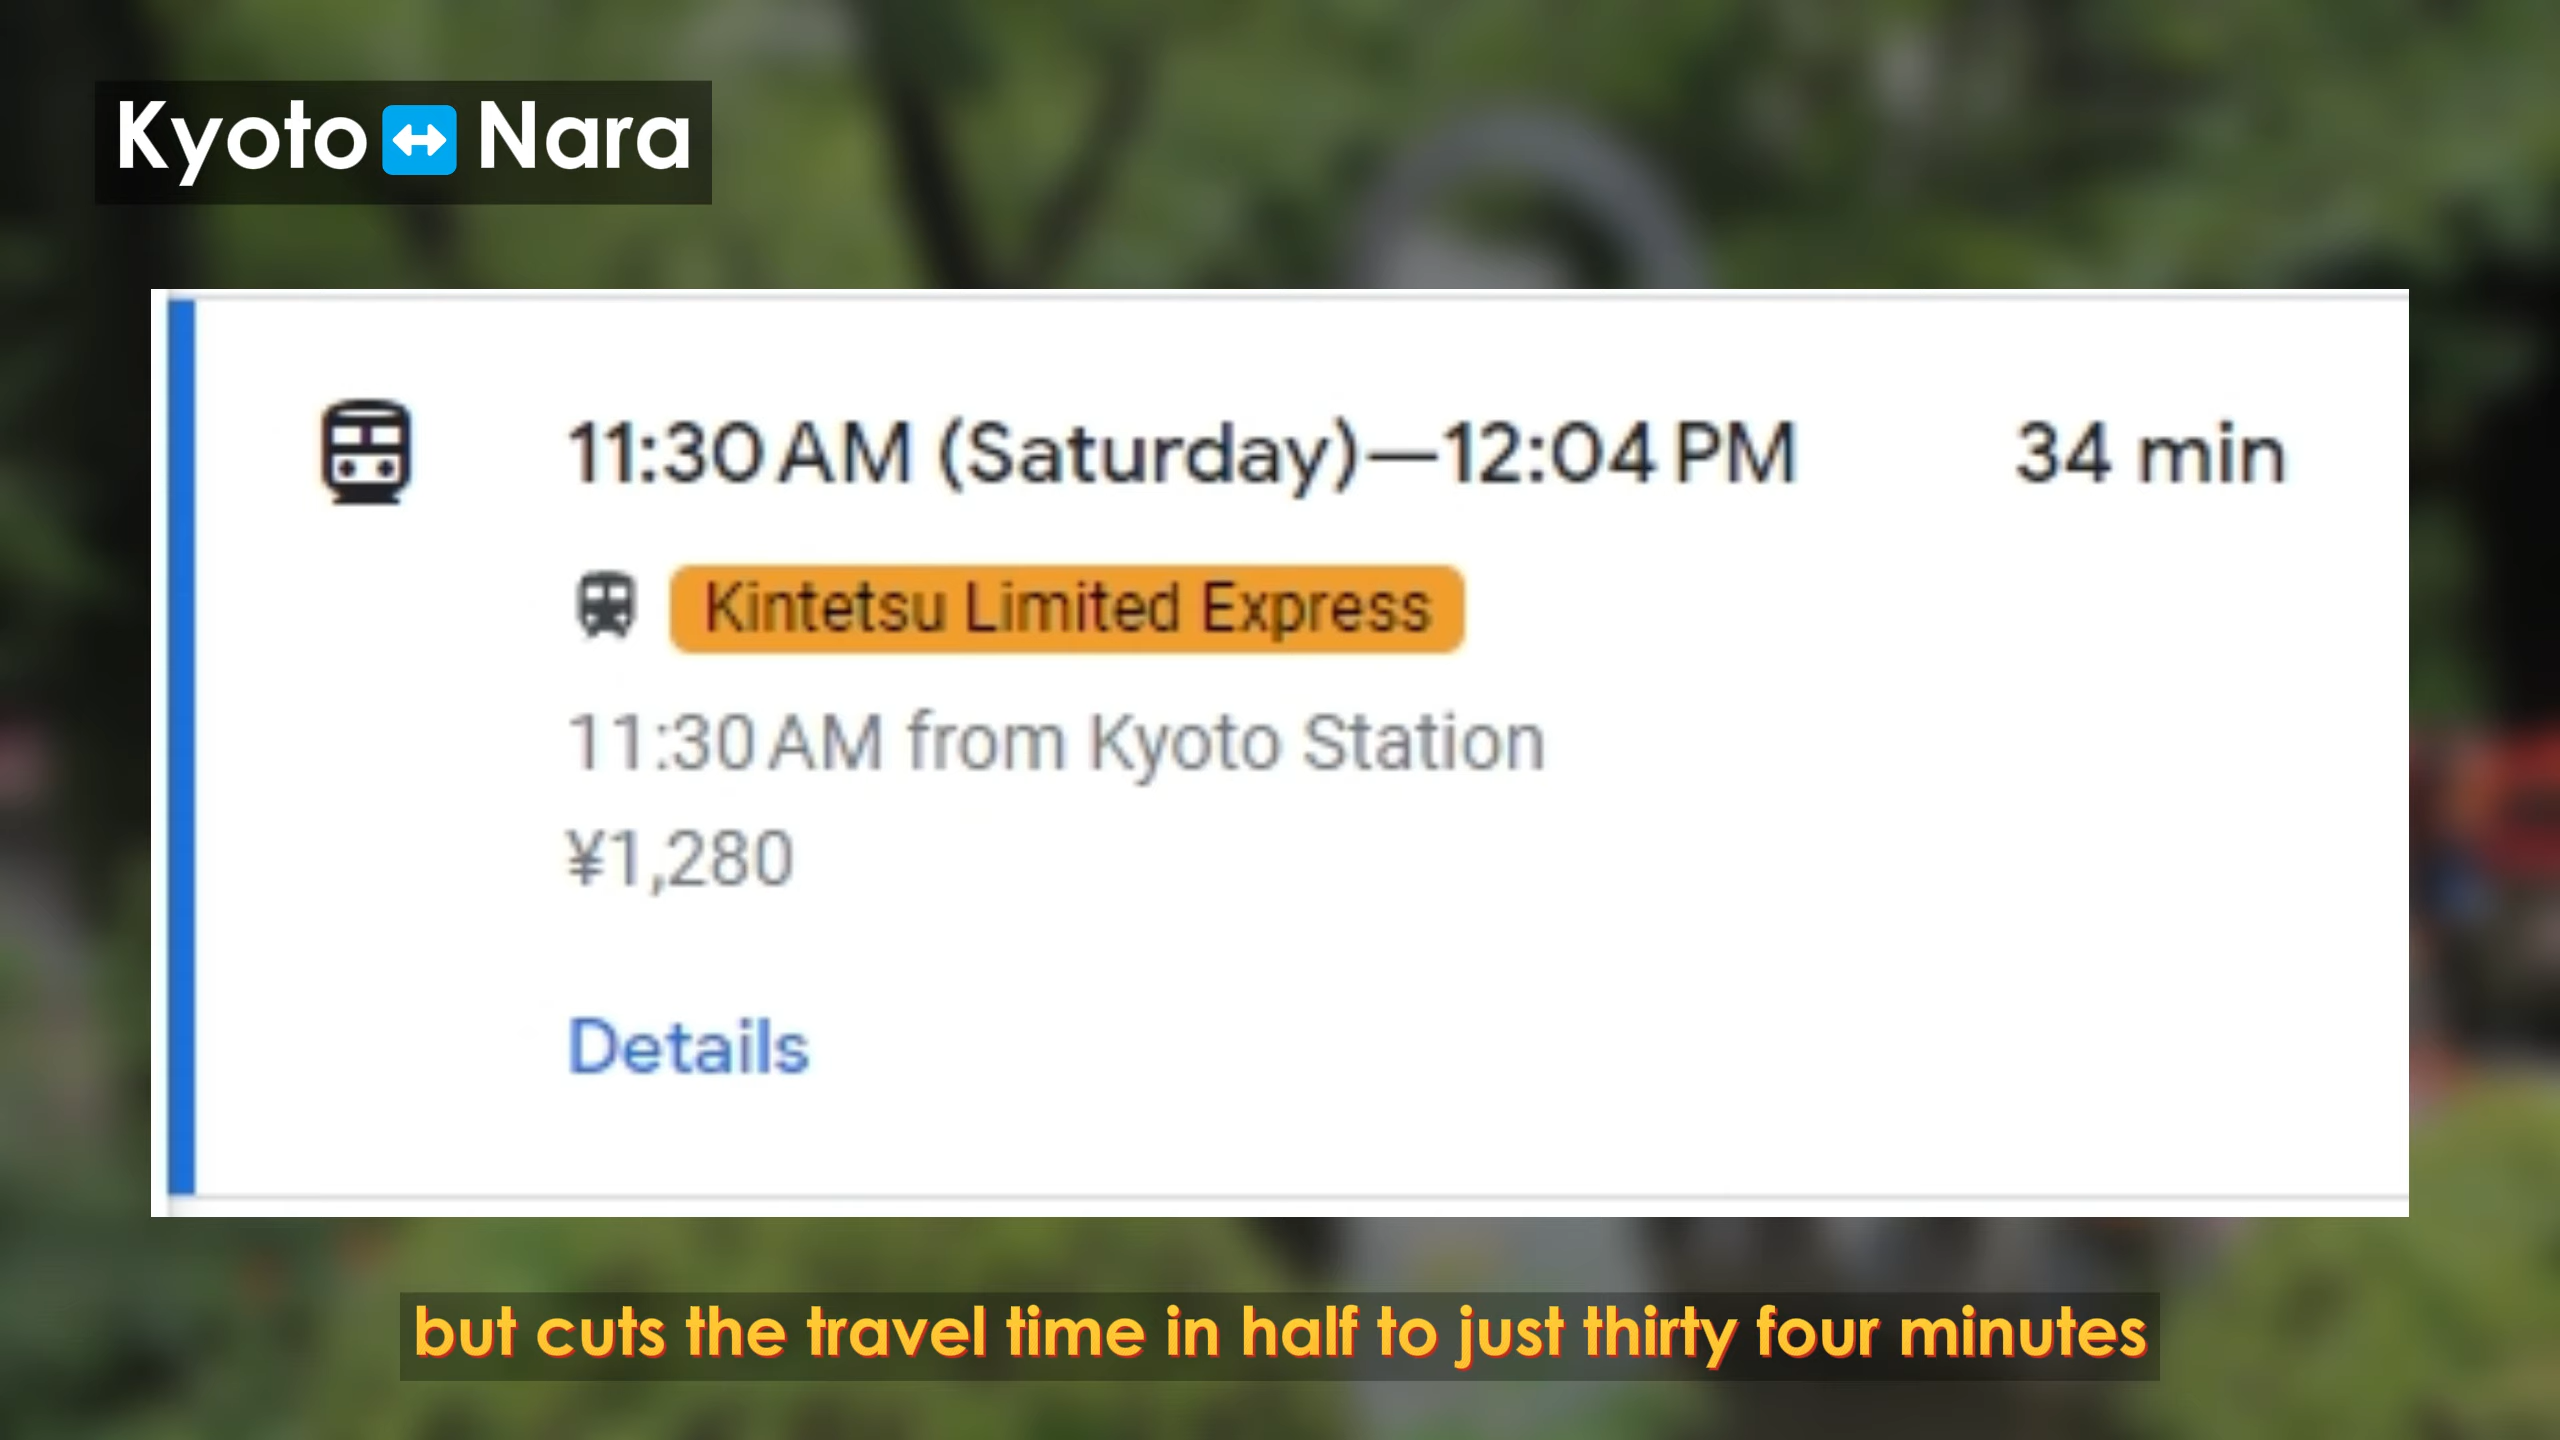 Kyoto ↔ Nara
11:30 AM (Saturday)—12:04 PM
34 min
Kintetsu Limited Express
11:30 AM from Kyoto Station
¥1,280
Details
but cuts the travel time in half to just thirty four minutes